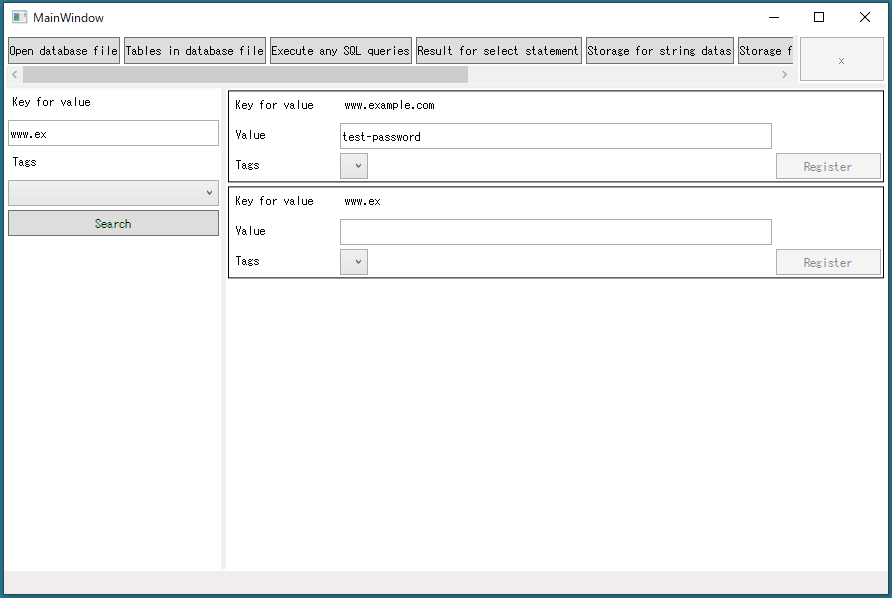 MainWindow
Open database file Tables in database file Execute any SQL queries Result for select statement Storage for string datas Storage f x
Key for value
www.ex
Tags
Search
Key for value www.example.com
Value test-password
Tags
Register
Key for value www.ex
Value
Tags
Register